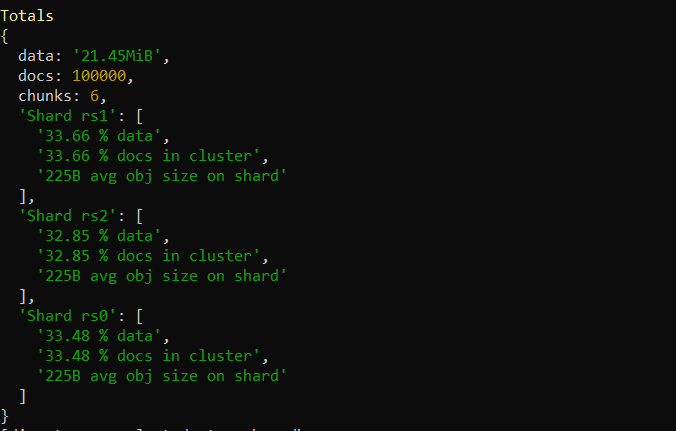 Totals
{
  data: '21.45MiB',
  docs: 100000,
  chunks: 6,
  'Shard rs1': [
    '33.66 % data',
    '33.66 % docs in cluster',
    '225B avg obj size on shard'
  ],
  'Shard rs2': [
    '32.85 % data',
    '32.85 % docs in cluster',
    '225B avg obj size on shard'
  ],
  'Shard rs0': [
    '33.48 % data',
    '33.48 % docs in cluster',
    '225B avg obj size on shard'
  ]
}